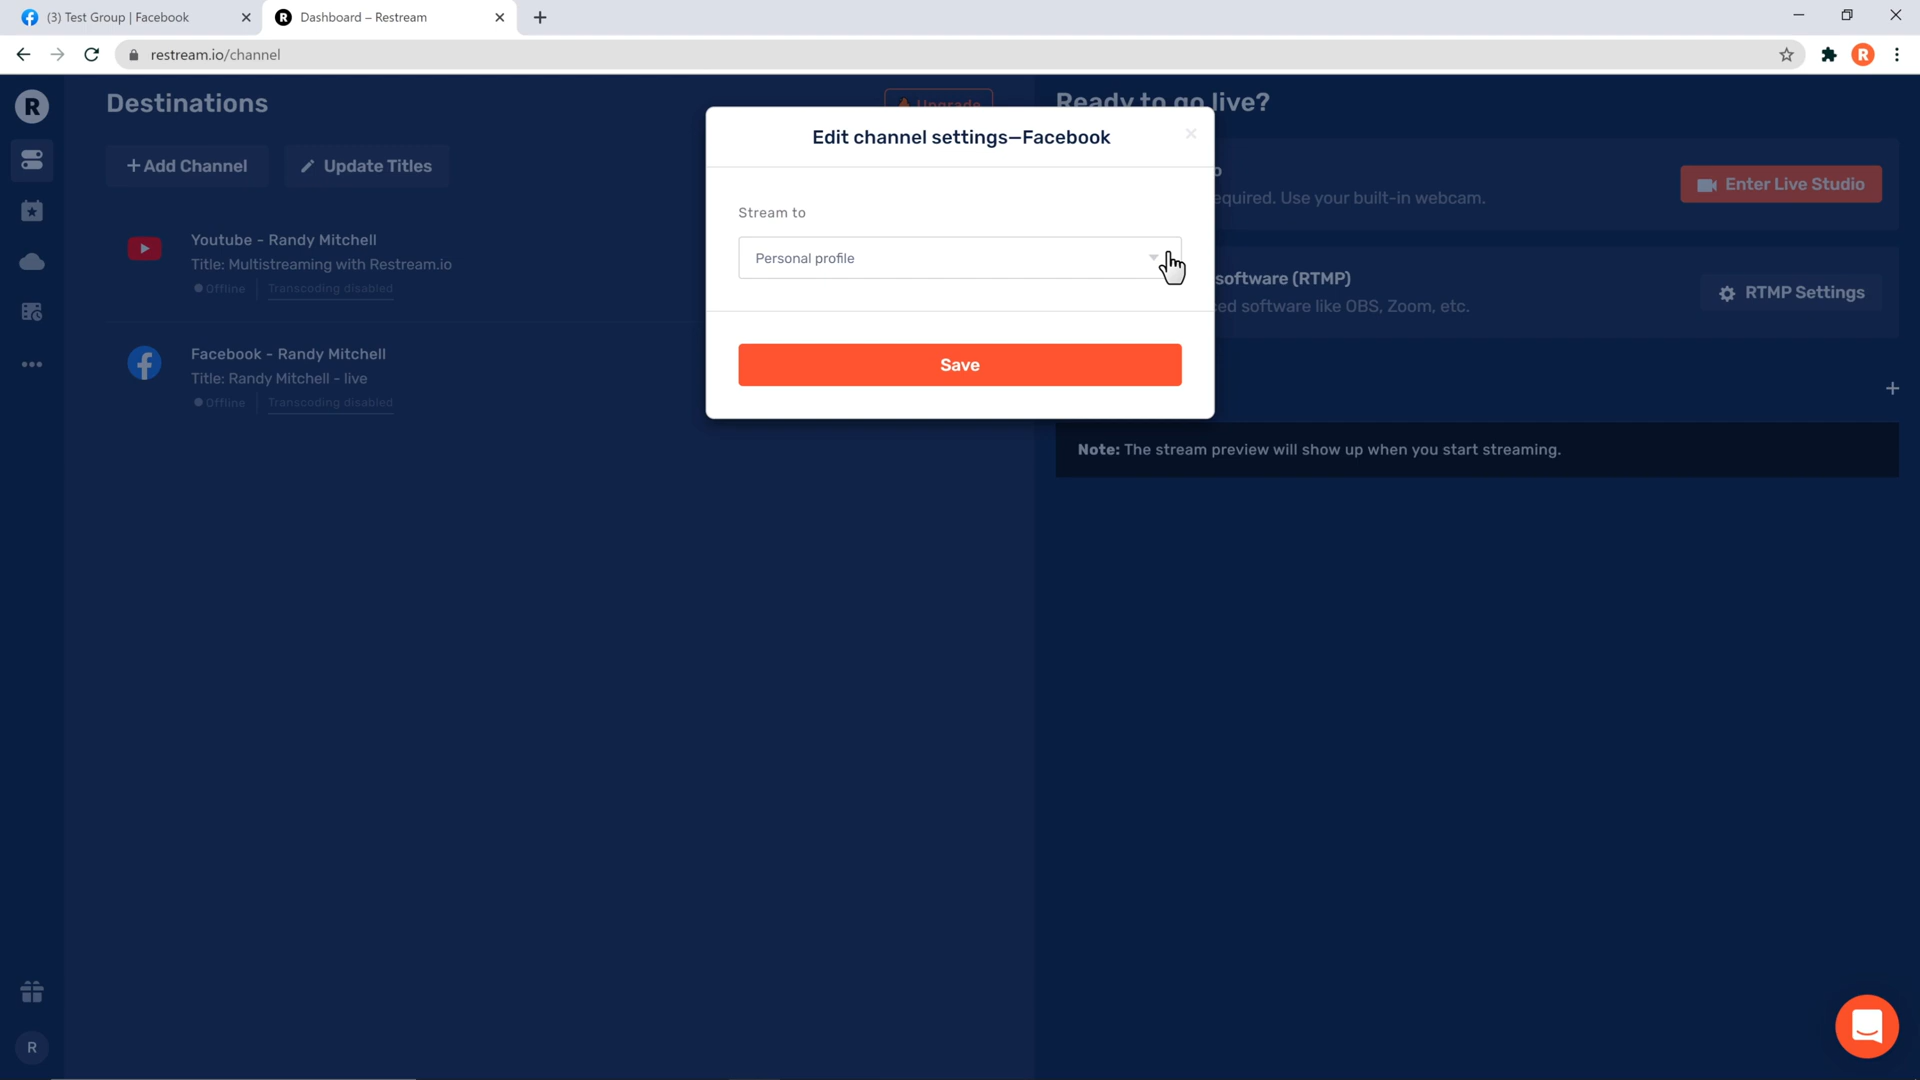 (3) Test Group | Facebook
Dashboard – Restream
restream.io/channel
R
R
Destinations
Upgrade
+ Add Channel
Update Titles
Youtube - Randy Mitchell
Title: Multistreaming with Restream.io
Offline
Transcoding disabled
Facebook - Randy Mitchell
Title: Randy Mitchell - live
Offline
Transcoding disabled
Edit channel settings—Facebook
Stream to
Personal profile
Save
Ready to go live?
equired. Use your built-in webcam.
Enter Live Studio
software (RTMP)
ed software like OBS, Zoom, etc.
RTMP Settings
Note: The stream preview will show up when you start streaming.
R